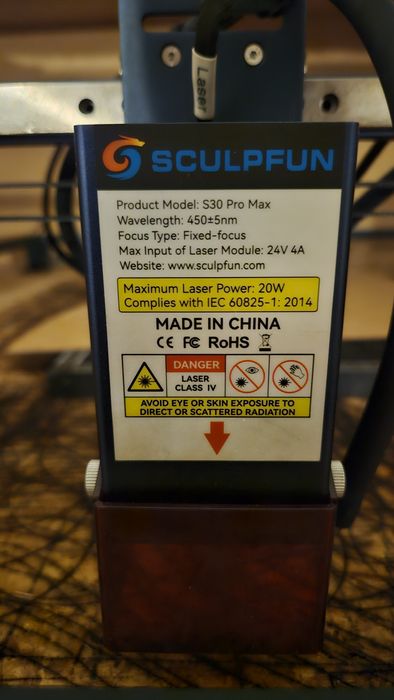 Laser
SCULPFUN
Product Model: S30 Pro Max
Wavelength: 450±5nm
Focus Type: Fixed-focus
Max Input of Laser Module: 24V 4A
Website: www.sculpfun.com
Maximum Laser Power: 20W
Complies with IEC 60825-1: 2014
MADE IN CHINA
CE FC RoHS
DANGER
LASER
CLASS IV
AVOID EYE OR SKIN EXPOSURE TO
DIRECT OR SCATTERED RADIATION